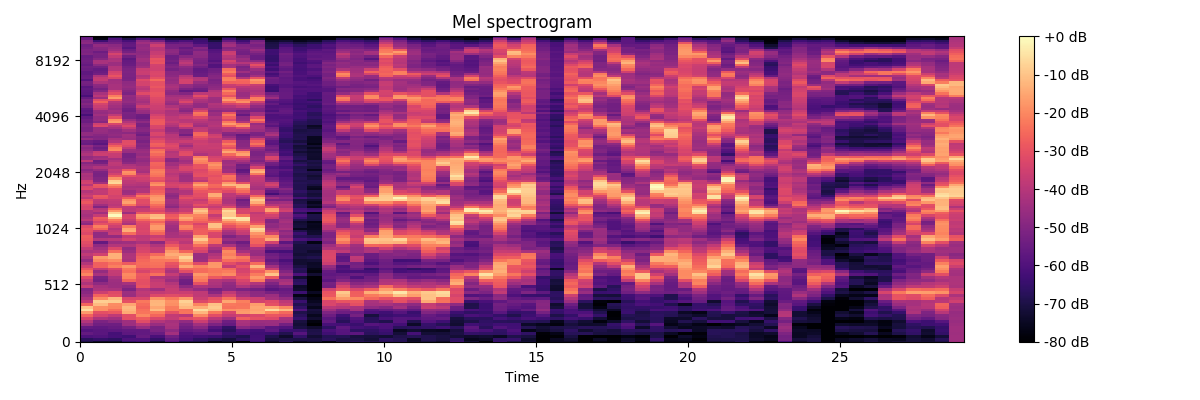 Mel spectrogram
Hz
8192
4096
2048
1024
512
0
0 5 10 15 20 25
Time
+0 dB
-10 dB
-20 dB
-30 dB
-40 dB
-50 dB
-60 dB
-70 dB
-80 dB